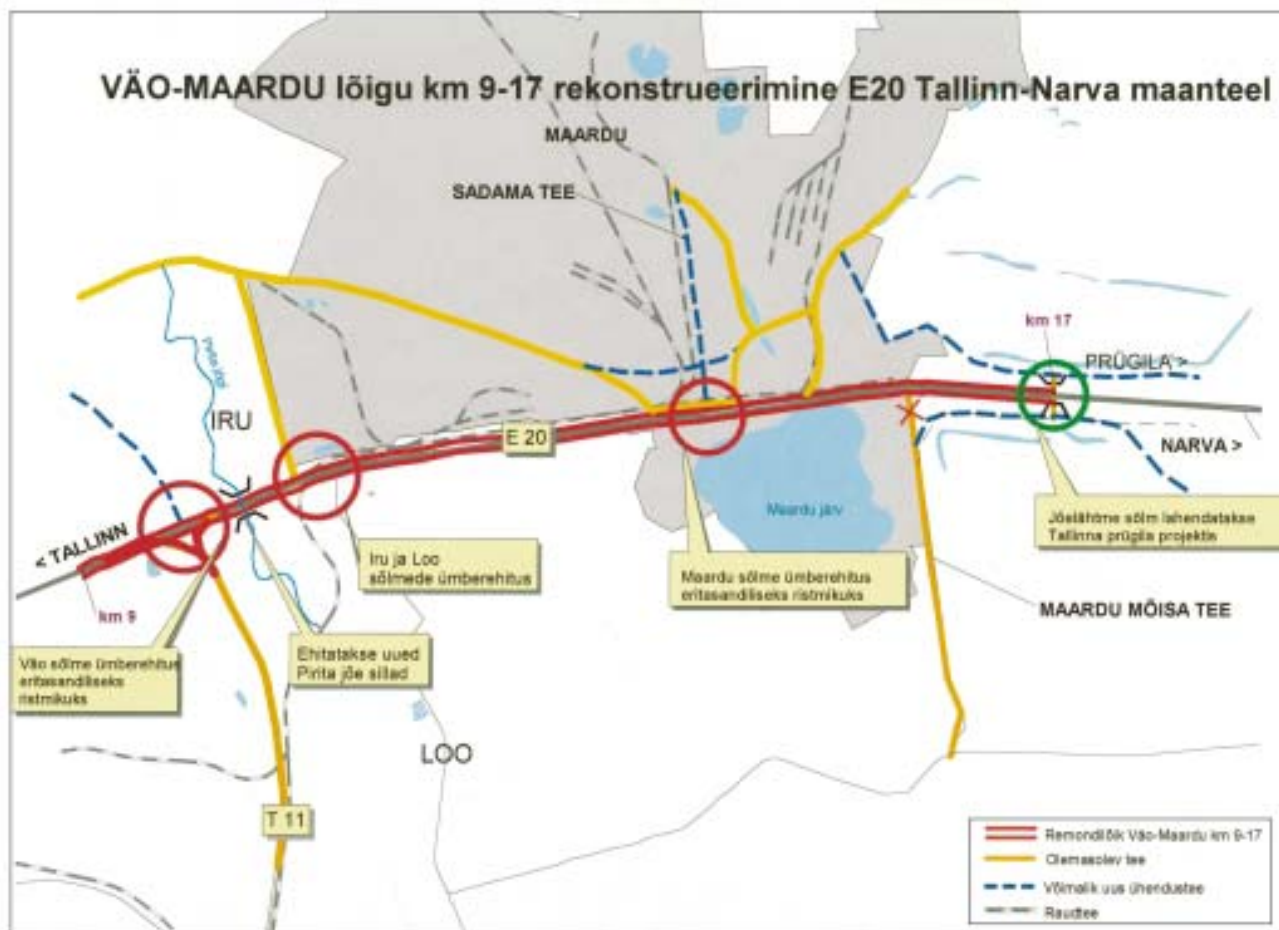 VÄO-MAARDU lõigu km 9-17 rekonstrueerimine E20 Tallinn-Narva maanteel
MAARDU
SADAMA TEE
km 17
PRÜGILA >
Pirita jõgi
IRU
E 20
NARVA >
Maardu järv
Jõelähtme sõlm lahendatakse
Tallinna prügila projektis
< TALLINN
Iru ja Loo
sõlmede ümberehitus
Maardu sõlme ümberehitus
eritasandiliseks ristmikuks
MAARDU MÕISA TEE
km 9
Väo sõlme ümberehitus
eritasandiliseks
ristmikuks
Ehitatakse uued
Pirita jõe sillad
LOO
T 11
Remondilõik Väo-Maardu km 9-17
Olemasolev tee
Võimalik uus ühendustee
Raudtee